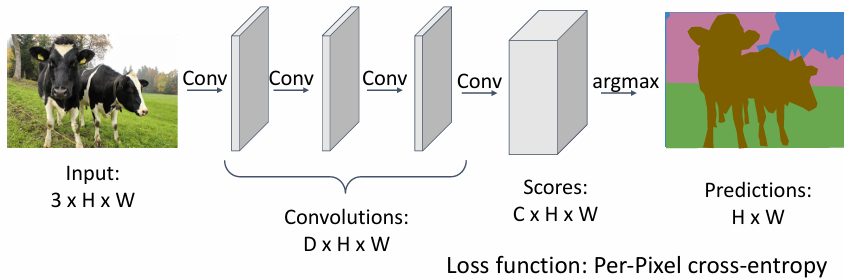 Conv
Conv
Conv
Conv
argmax
Input:
3 x H x W
Convolutions:
D x H x W
Scores:
C x H x W
Predictions:
H x W
Loss function: Per-Pixel cross-entropy